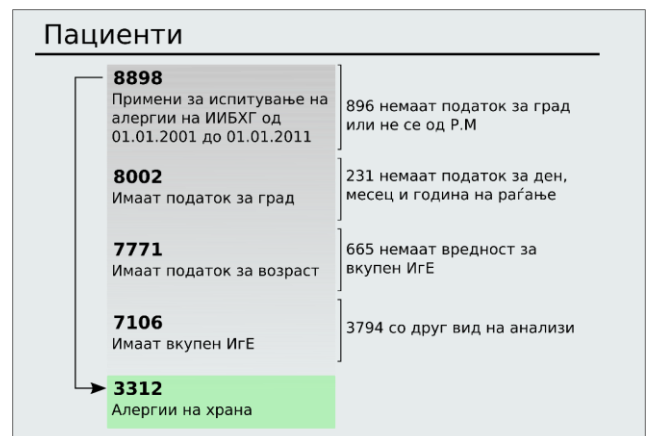 Пациенти
8898
Примени за испитување на
алергии на ИИБХГ од
01.01.2001 до 01.01.2011
896 немаат податок за град
или не се од Р.М
8002
Имаат податок за град
231 немаат податок за ден,
месец и година на раѓање
7771
Имаат податок за возраст
665 немаат вредност за
вкупен ИгЕ
7106
Имаат вкупен ИгЕ
3794 со друг вид на анализи
3312
Алергии на храна